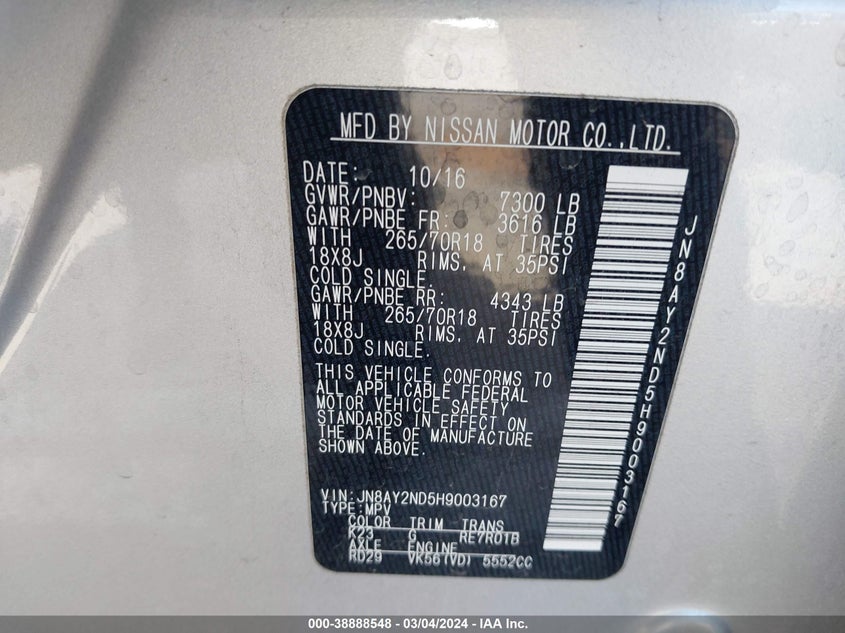 MFD BY NISSAN MOTOR CO.,LTD.
DATE: 10/16
GVWR/PNBV: 7300 LB
GAWR/PNBE FR: 3616 LB
WITH 265/70R18 TIRES
18X8J RIMS, AT 35PSI
COLD SINGLE.
GAWR/PNBE RR: 4343 LB
WITH 265/70R18 TIRES
18X8J RIMS, AT 35PSI
COLD SINGLE.
THIS VEHICLE CONFORMS TO
ALL APPLICABLE FEDERAL
MOTOR VEHICLE SAFETY
STANDARDS IN EFFECT ON
THE DATE OF MANUFACTURE
SHOWN ABOVE.
VIN:JN8AY2ND5H9003167
TYPE:MPV
COLOR TRIM TRANS
K23 G RE7R01B
AXLE ENGINE
RD29 VK56(VD) 5552CC
JN8AY2ND5H9003167
000-38888548 — 03/04/2024 — IAA Inc.